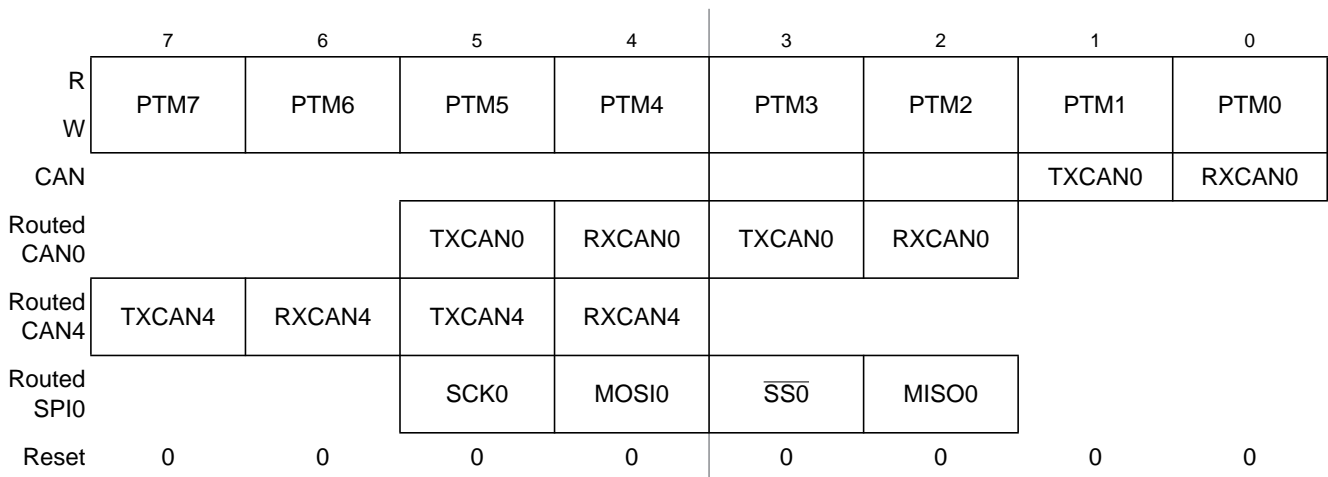 7 6 5 4 3 2 1 0
R
W
PTM7 PTM6 PTM5 PTM4 PTM3 PTM2 PTM1 PTM0
CAN TXCAN0 RXCAN0
Routed
CAN0
TXCAN0 RXCAN0 TXCAN0 RXCAN0
Routed
CAN4
TXCAN4 RXCAN4 TXCAN4 RXCAN4
Routed
SPI0
SCK0 MOSI0 S̅S̅0̅ MISO0
Reset 0 0 0 0 0 0 0 0